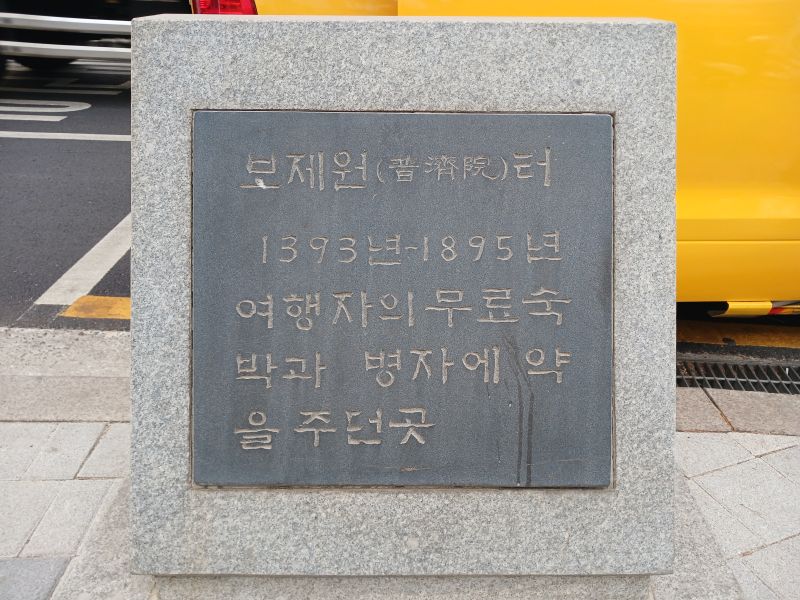 보제원(普濟院)터
1393년-1895년
여행자의무료숙
박과 병자에 약
을 주던곳